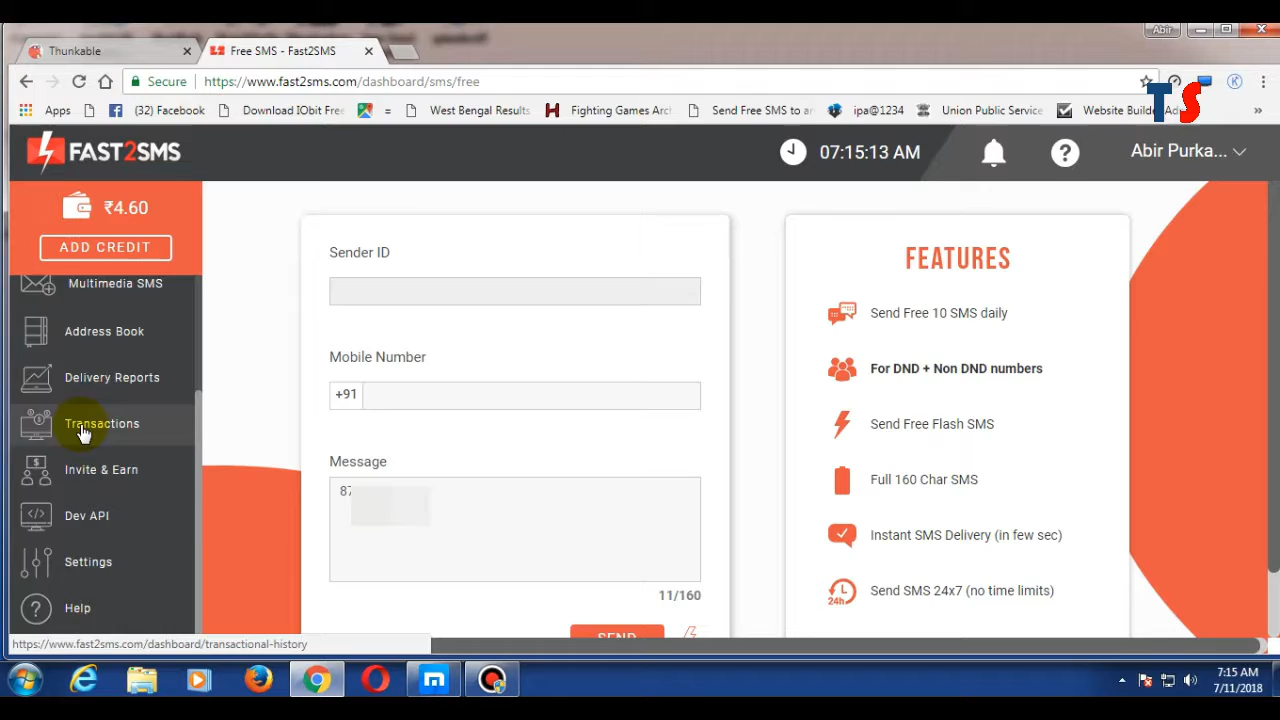 Abir
Thunkable
Free SMS - Fast2SMS
Secure
https://www.fast2sms.com/dashboard/sms/free
Apps
(32) Facebook
Download IObit Free
=
West Bengal Results
Fighting Games Arc
Send Free SMS to a
ipa@1234
Union Public Service
Website Build
TS
FAST2SMS
07:15:13 AM
Abir Purka...
₹4.60
ADD CREDIT
Multimedia SMS
Address Book
Delivery Reports
Transactions
Invite & Earn
Dev API
Settings
Help
Sender ID
Mobile Number
+91
Message
87
11/160
SEND
FEATURES
Send Free 10 SMS daily
For DND + Non DND numbers
Send Free Flash SMS
Full 160 Char SMS
Instant SMS Delivery (in few sec)
24h
Send SMS 24x7 (no time limits)
https://www.fast2sms.com/dashboard/transactional-history
7:15 AM
7/11/2018